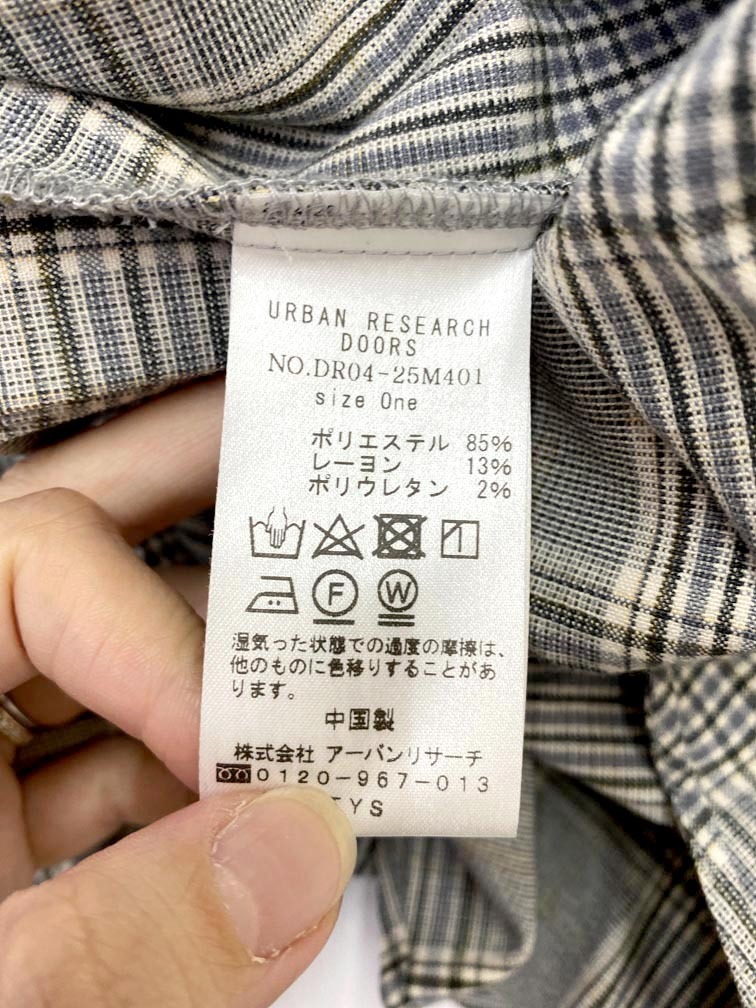 URBAN RESEARCH
DOORS
NO.DR04-25M401
size One
ポリエステル 85%
レーヨン 13%
ポリウレタン 2%
F W
湿気った状態での過度の摩擦は、
他のものに色移りすることがあ
ります。
中国製
株式会社 アーバンリサーチ
0120-967-013
YS